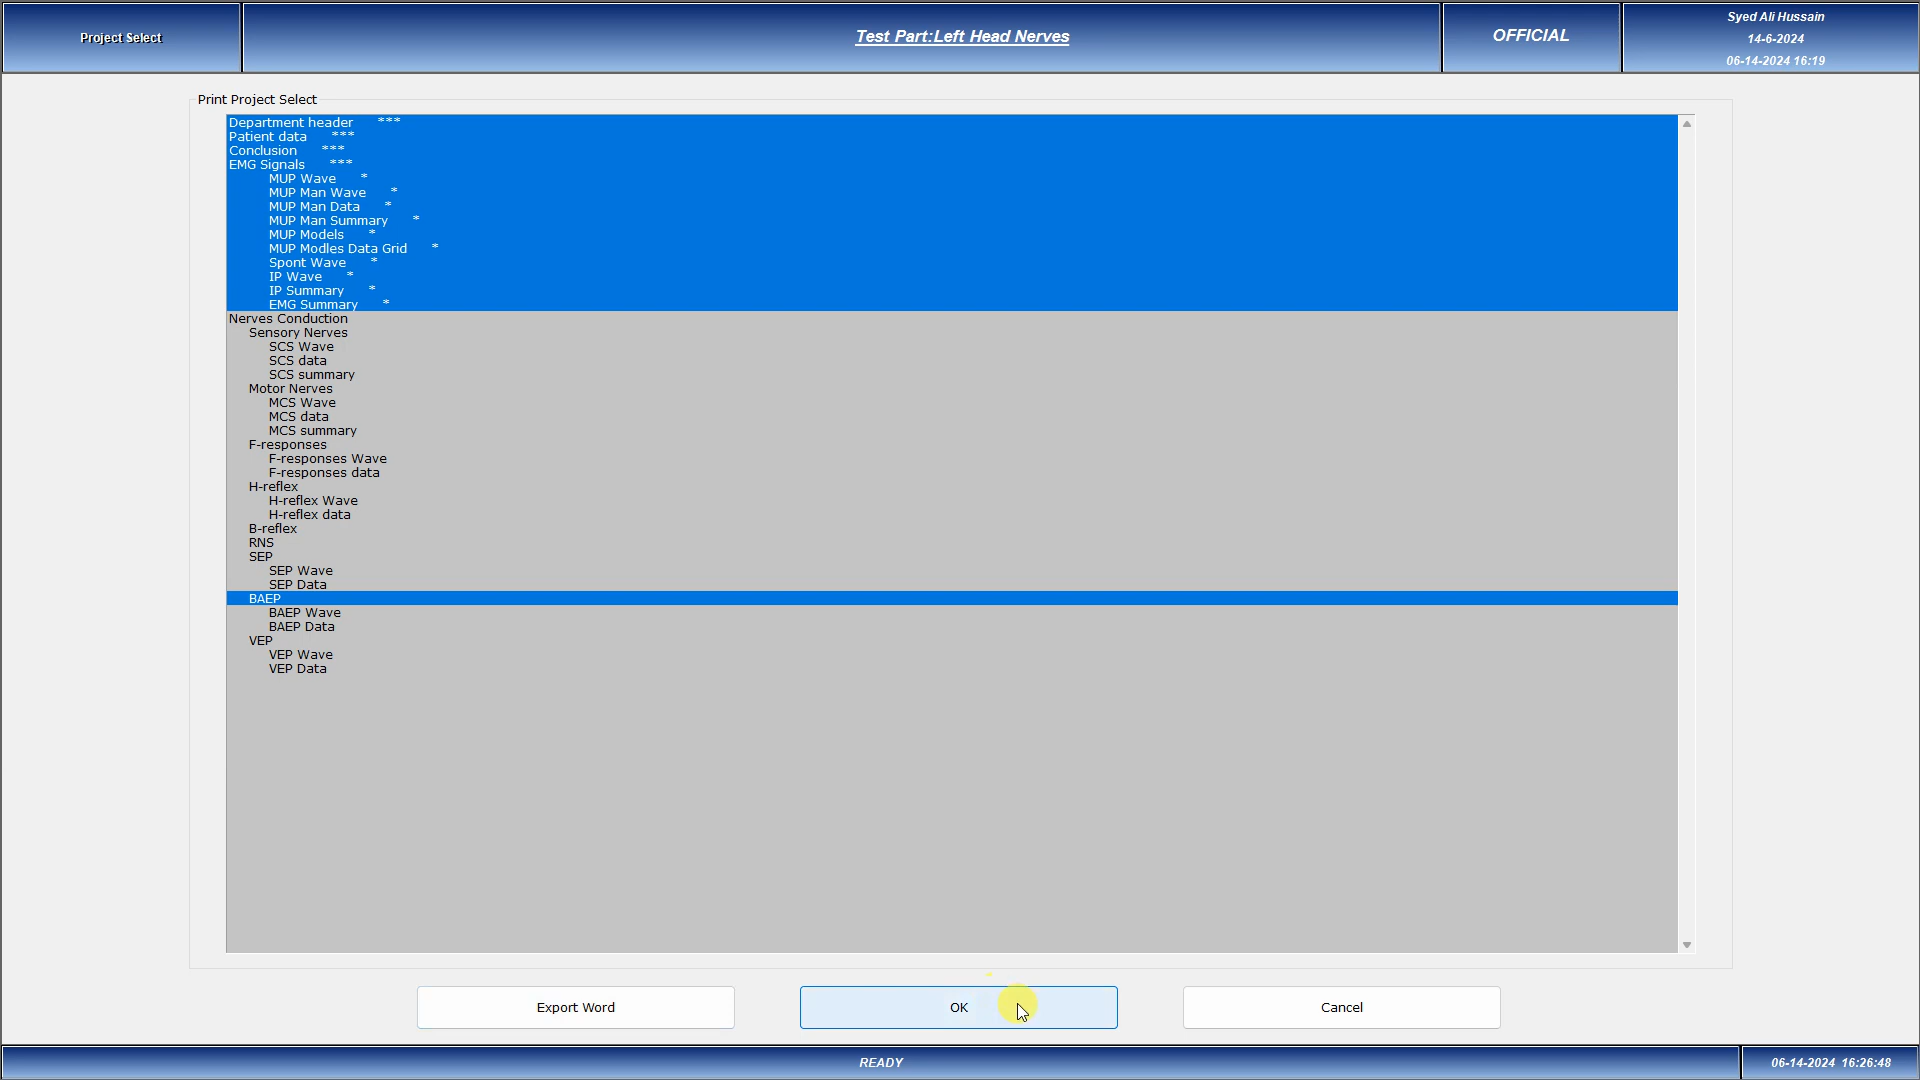 Project Select
Test Part:Left Head Nerves
OFFICIAL
Syed Ali Hussain
14-6-2024
06-14-2024 16:19
Print Project Select
Department header ***
Patient data ***
Conclusion ***
EMG Signals ***
MUP Wave *
MUP Man Wave *
MUP Man Data *
MUP Man Summary *
MUP Models *
MUP Modles Data Grid *
Spont Wave *
IP Wave *
IP Summary *
EMG Summary *
Nerves Conduction
Sensory Nerves
SCS Wave
SCS data
SCS summary
Motor Nerves
MCS Wave
MCS data
MCS summary
F-responses
F-responses Wave
F-responses data
H-reflex
H-reflex Wave
H-reflex data
B-reflex
RNS
SEP
SEP Wave
SEP Data
BAEP
BAEP Wave
BAEP Data
VEP
VEP Wave
VEP Data
Export Word
OK
Cancel
READY
06-14-2024 16:26:48